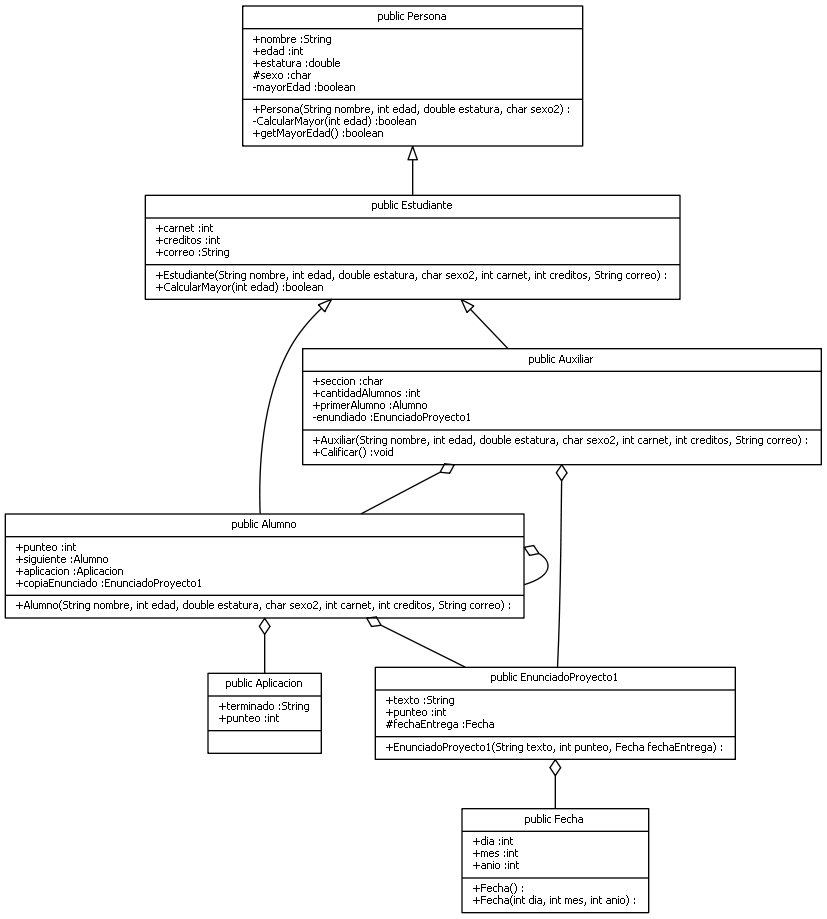 public Persona
+nombre :String
+edad :int
+estatura :double
#sexo :char
-mayorEdad :boolean
+Persona(String nombre, int edad, double estatura, char sexo2) :
-CalcularMayor(int edad) :boolean
+getMayorEdad() :boolean
public Estudiante
+carnet :int
+creditos :int
+correo :String
+Estudiante(String nombre, int edad, double estatura, char sexo2, int carnet, int creditos, String correo) :
+CalcularMayor(int edad) :boolean
public Auxiliar
+seccion :char
+cantidadAlumnos :int
+primerAlumno :Alumno
-enundiado :EnunciadoProyecto1
+Auxiliar(String nombre, int edad, double estatura, char sexo2, int carnet, int creditos, String correo) :
+Calificar() :void
public Alumno
+punteo :int
+siguiente :Alumno
+aplicacion :Aplicacion
+copiaEnunciado :EnunciadoProyecto1
+Alumno(String nombre, int edad, double estatura, char sexo2, int carnet, int creditos, String correo) :
public Aplicacion
+terminado :String
+punteo :int
public EnunciadoProyecto1
+texto :String
+punteo :int
#fechaEntrega :Fecha
+EnunciadoProyecto1(String texto, int punteo, Fecha fechaEntrega) :
public Fecha
+dia :int
+mes :int
+anio :int
+Fecha() :
+Fecha(int dia, int mes, int anio) :